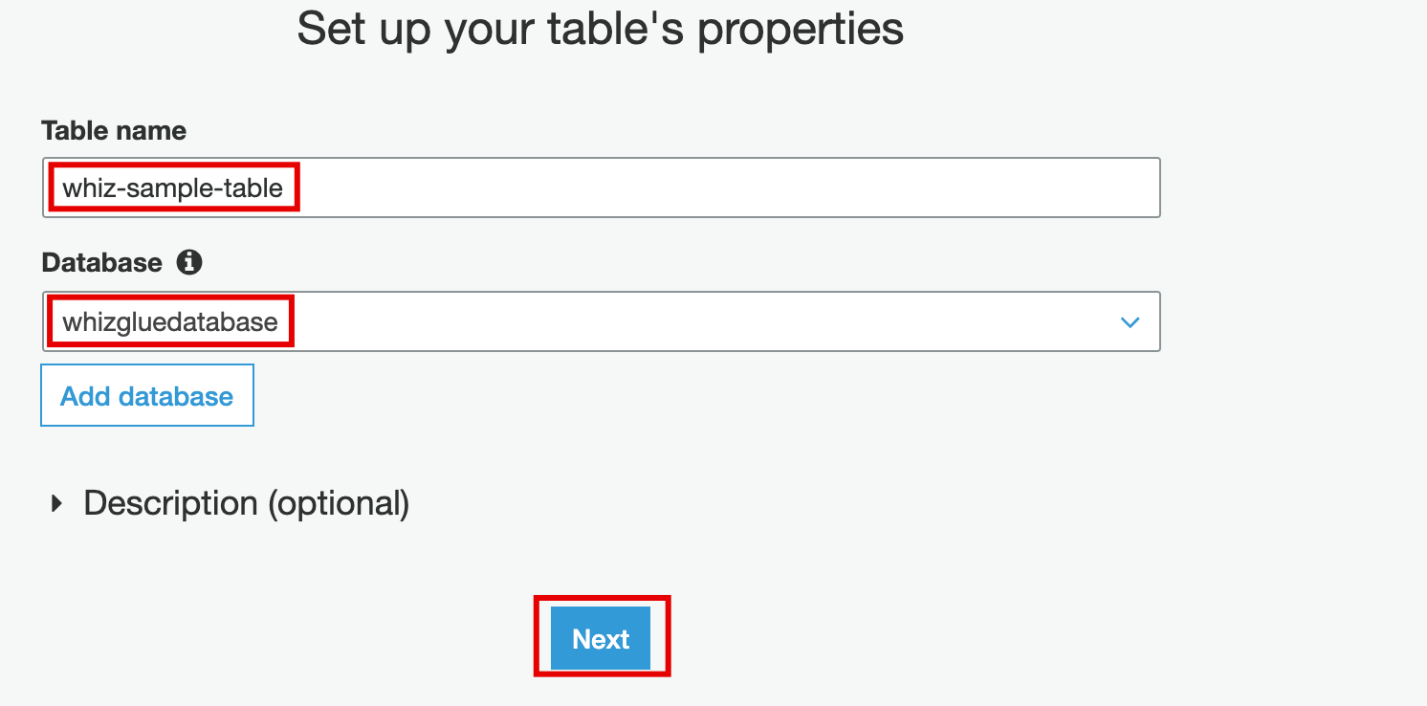 Set up your table's properties
Table name
whiz-sample-table
Database
whizgluedatabase
Add database
Description (optional)
Next